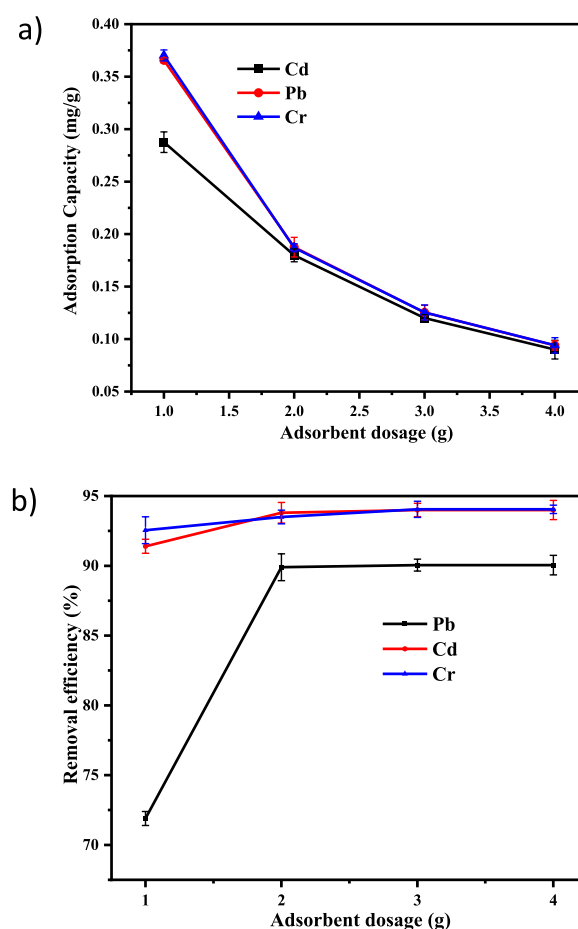 a)
0.40
0.35
0.30
0.25
0.20
0.15
0.10
0.05
Adsorption Capacity (mg/g)
Cd
Pb
Cr
1.0 1.5 2.0 2.5 3.0 3.5 4.0
Adsorbent dosage (g)
b)
95
90
85
80
75
70
Removal efficiency (%)
Pb
Cd
Cr
1 2 3 4
Adsorbent dosage (g)